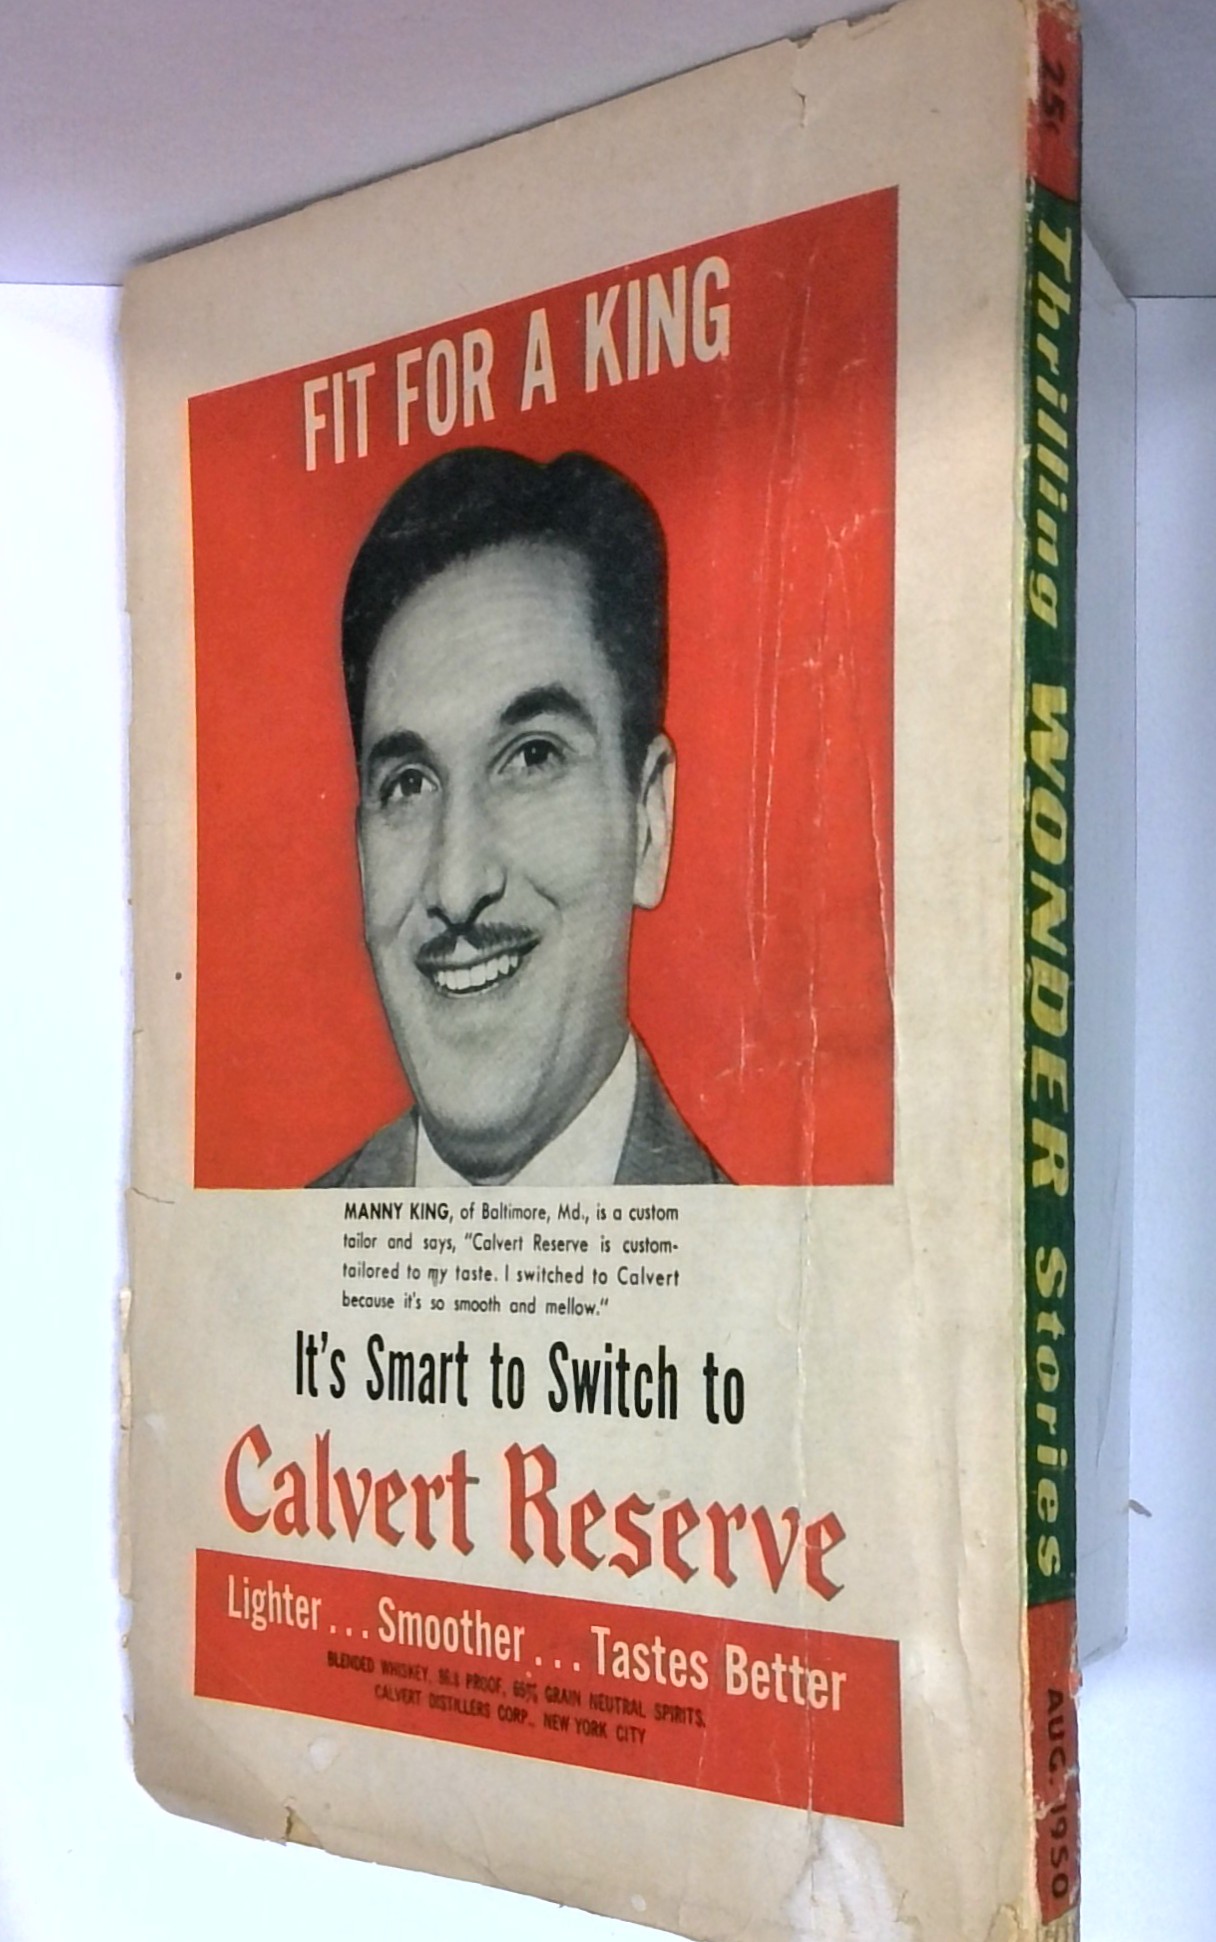 FIT FOR A KING
MANNY KING, of Baltimore, Md., is a custom
tailor and says, "Calvert Reserve is custom-
tailored to my taste. I switched to Calvert
because it's so smooth and mellow."
It's Smart to Switch to
Calvert Reserve
Lighter... Smoother... Tastes Better
BLENDED WHISKEY, 86.8 PROOF, 65% GRAIN NEUTRAL SPIRITS.
CALVERT DISTILLERS CORP., NEW YORK CITY
25¢
Thrilling WONDER Stories
AUG. 1950